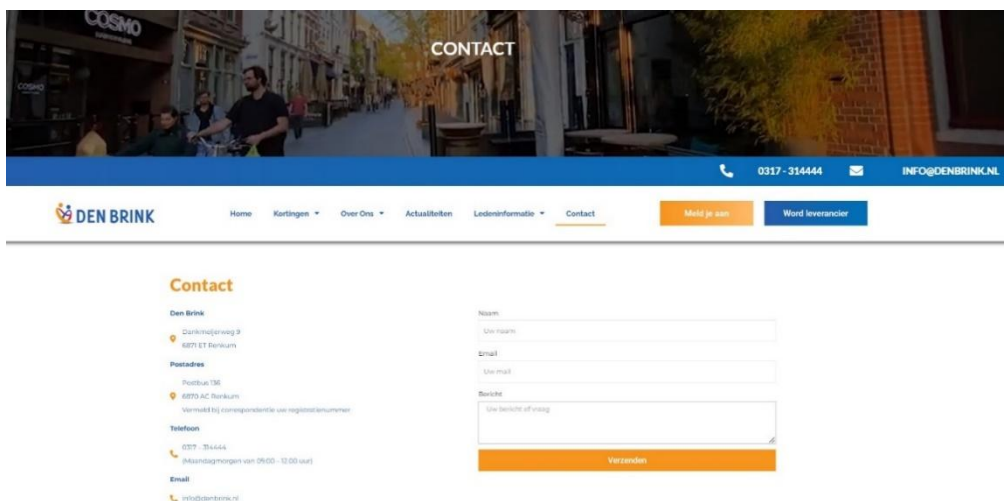 COSMO
HAIRSTYLING
COSMO
CONTACT
0317 - 314444
INFO@DENBRINK.NL
DEN BRINK
Home
Kortingen
Over Ons
Actualiteiten
Ledeninformatie
Contact
Meld je aan
Word leverancier
Contact
Den Brink
Dankmeijerweg 9
6871 ET Renkum
Postadres
Postbus 136
6870 AC Renkum
Vermeld bij correspondentie uw registratienummer
Telefoon
0317 - 314444
(Maandagmorgen van 09:00 - 12:00 uur)
Email
info@denbrink.nl
Naam
Uw naam
Email
Uw mail
Bericht
Uw bericht of vraag
Verzenden